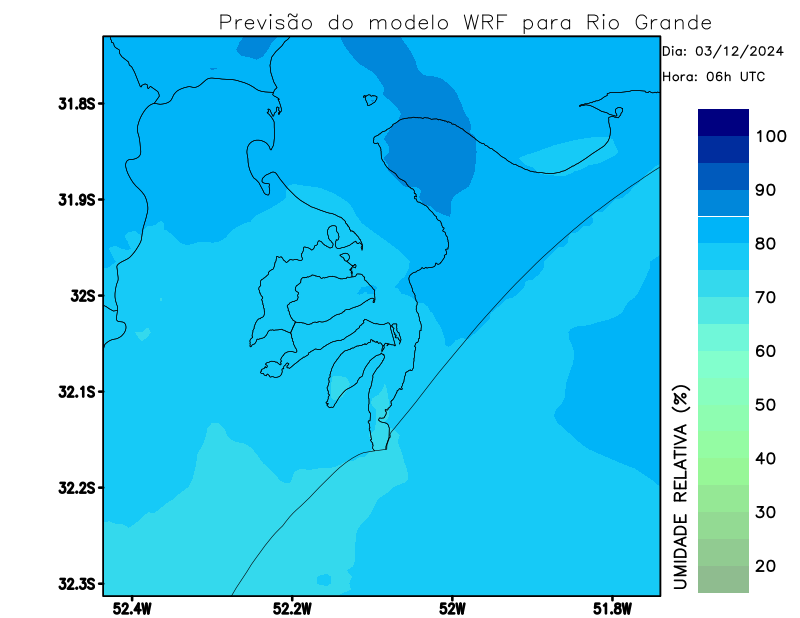 Previsão do modelo WRF para Rio Grande
Dia: 03/12/2024
Hora: 06h UTC
31.8S
31.9S
32S
32.1S
32.2S
32.3S
52.4W
52.2W
52W
51.8W
100
90
80
70
60
50
40
30
20
UMIDADE RELATIVA (%)